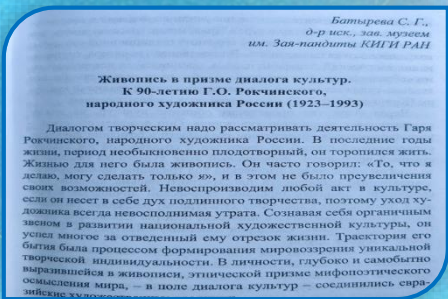 Батырева С. Г.,
д-р иск., зав. музеем
им. Зая-пандиты КИГИ РАН
Живопись в призме диалога культур.
К 90-летию Г.О. Рокчинского,
народного художника России (1923–1993)
Диалогом творческим надо рассматривать деятельность Гаря
Рокчинского, народного художника России. В последние годы
жизни, период необыкновенно плодотворный, он торопился жить.
Жизнью для него была живопись. Он часто говорил: «То, что я
делаю, могу сделать только я», и в этом не было преувеличения
своих возможностей. Невоспроизводим любой акт в культуре,
если он несет в себе дух подлинного творчества, поэтому уход ху-
дожника всегда невосполнимая утрата. Сознавая себя органичным
звеном в развитии национальной художественной культуры, он
успел многое за отведенный ему отрезок жизни. Траектория его
бытия была процессом формирования мировоззрения уникальной
творческой индивидуальности. В личности, глубоко и самобытно
выразившейся в живописи, этнической призме мифопоэтического
осмысления мира, – в поле диалога культур – соединились евра-
зийские